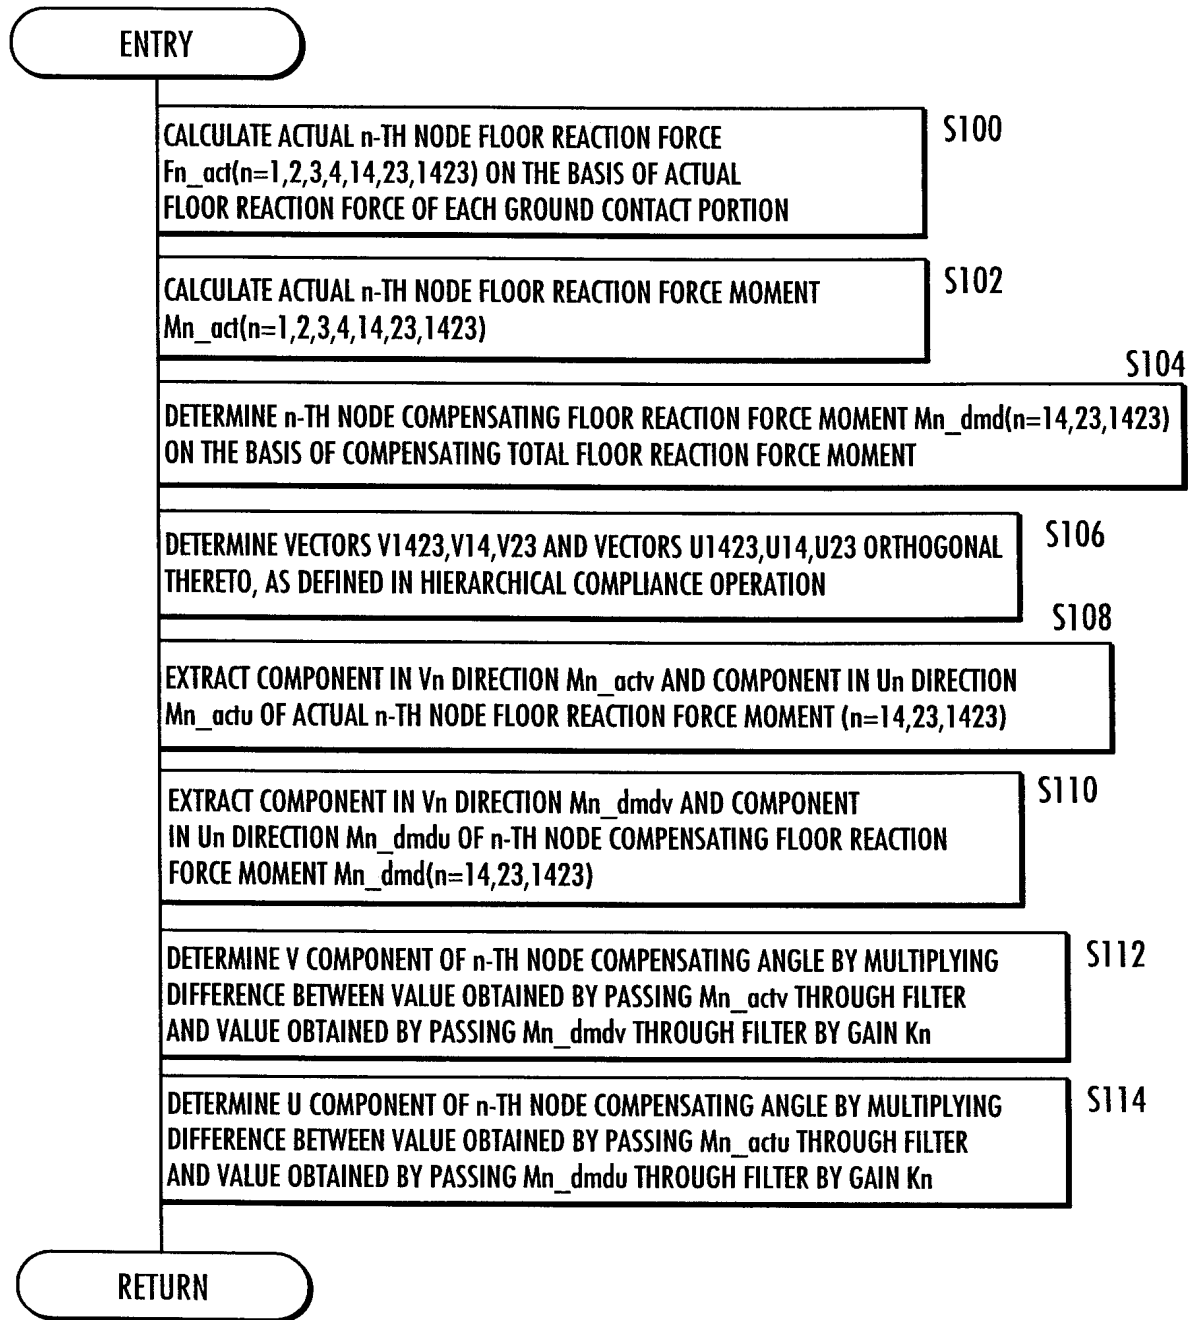 ENTRY
S100
CALCULATE ACTUAL n-TH NODE FLOOR REACTION FORCE
Fn_act(n=1,2,3,4,14,23,1423) ON THE BASIS OF ACTUAL
FLOOR REACTION FORCE OF EACH GROUND CONTACT PORTION
S102
CALCULATE ACTUAL n-TH NODE FLOOR REACTION FORCE MOMENT
Mn_act(n=1,2,3,4,14,23,1423)
S104
DETERMINE n-TH NODE COMPENSATING FLOOR REACTION FORCE MOMENT Mn_dmd(n=14,23,1423)
ON THE BASIS OF COMPENSATING TOTAL FLOOR REACTION FORCE MOMENT
S106
DETERMINE VECTORS V1423,V14,V23 AND VECTORS U1423,U14,U23 ORTHOGONAL
THERETO, AS DEFINED IN HIERARCHICAL COMPLIANCE OPERATION
S108
EXTRACT COMPONENT IN Vn DIRECTION Mn_actv AND COMPONENT IN Un DIRECTION
Mn_actu OF ACTUAL n-TH NODE FLOOR REACTION FORCE MOMENT (n=14,23,1423)
S110
EXTRACT COMPONENT IN Vn DIRECTION Mn_dmdv AND COMPONENT
IN Un DIRECTION Mn_dmdu OF n-TH NODE COMPENSATING FLOOR REACTION
FORCE MOMENT Mn_dmd(n=14,23,1423)
S112
DETERMINE V COMPONENT OF n-TH NODE COMPENSATING ANGLE BY MULTIPLYING
DIFFERENCE BETWEEN VALUE OBTAINED BY PASSING Mn_actv THROUGH FILTER
AND VALUE OBTAINED BY PASSING Mn_dmdv THROUGH FILTER BY GAIN Kn
S114
DETERMINE U COMPONENT OF n-TH NODE COMPENSATING ANGLE BY MULTIPLYING
DIFFERENCE BETWEEN VALUE OBTAINED BY PASSING Mn_actu THROUGH FILTER
AND VALUE OBTAINED BY PASSING Mn_dmdu THROUGH FILTER BY GAIN Kn
RETURN